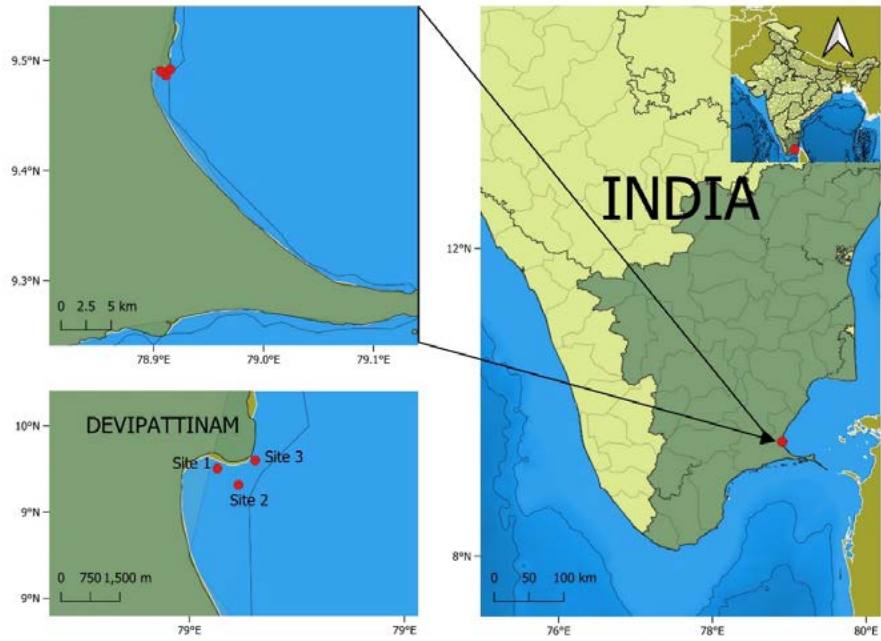 9.5°N
9.4°N
9.3°N
0 2.5 5 km
78.9°E 79.0°E 79.1°E
10°N
DEVIPATTINAM
Site 1
Site 3
Site 2
9°N
0 750 1,500 m
9°N
79°E 79°E
INDIA
12°N
8°N
0 50 100 km
76°E 78°E 80°E